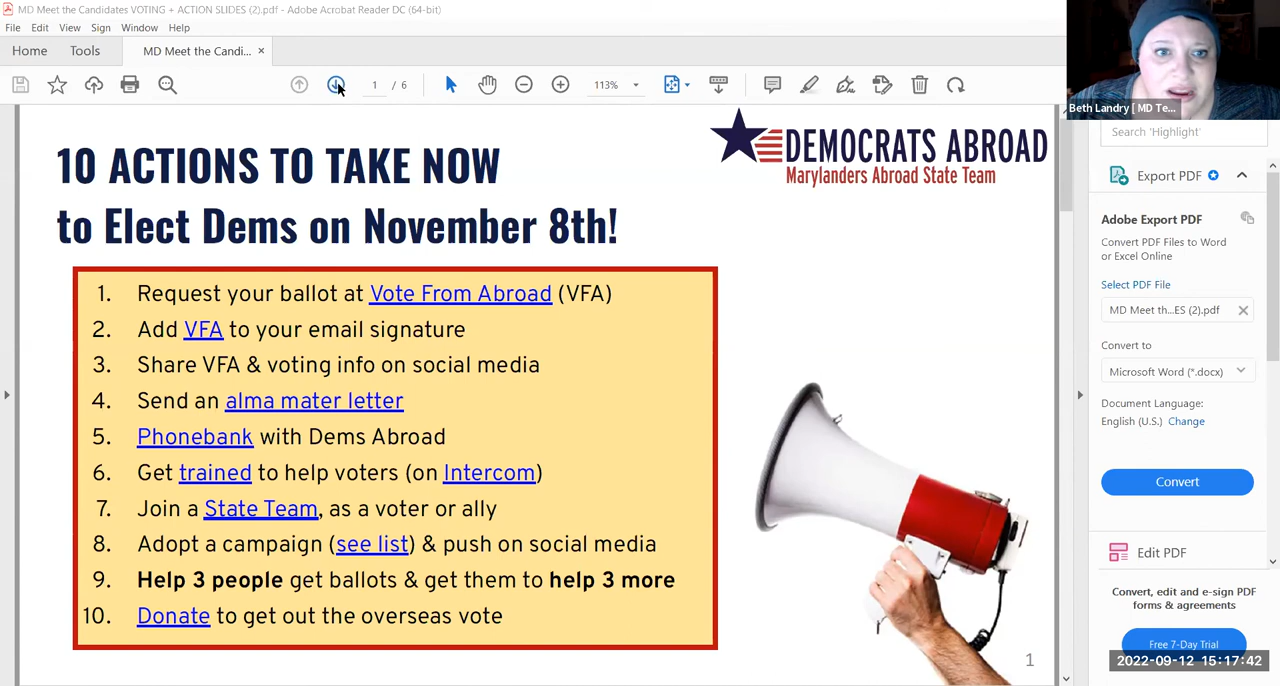 MD Meet the Candidates VOTING + ACTION SLIDES (2).pdf - Adobe Acrobat Reader DC (64-bit)
File Edit View Sign Window Help
Home Tools MD Meet the Candi... ×
1 / 6 113%
Beth Landry [ MD Te...
DEMOCRATS ABROAD
Marylanders Abroad State Team
10 ACTIONS TO TAKE NOW
to Elect Dems on November 8th!
1. Request your ballot at Vote From Abroad (VFA)
2. Add VFA to your email signature
3. Share VFA & voting info on social media
4. Send an alma mater letter
5. Phonebank with Dems Abroad
6. Get trained to help voters (on Intercom)
7. Join a State Team, as a voter or ally
8. Adopt a campaign (see list) & push on social media
9. Help 3 people get ballots & get them to help 3 more
10. Donate to get out the overseas vote
1
Search 'Highlight'
Export PDF
Adobe Export PDF
Convert PDF Files to Word
or Excel Online
Select PDF File
MD Meet th...ES (2).pdf
Convert to
Microsoft Word (*.docx)
Document Language:
English (U.S.) Change
Convert
Edit PDF
Convert, edit and e-sign PDF
forms & agreements
Free 7-Day Trial
2022-09-12 15:17:42